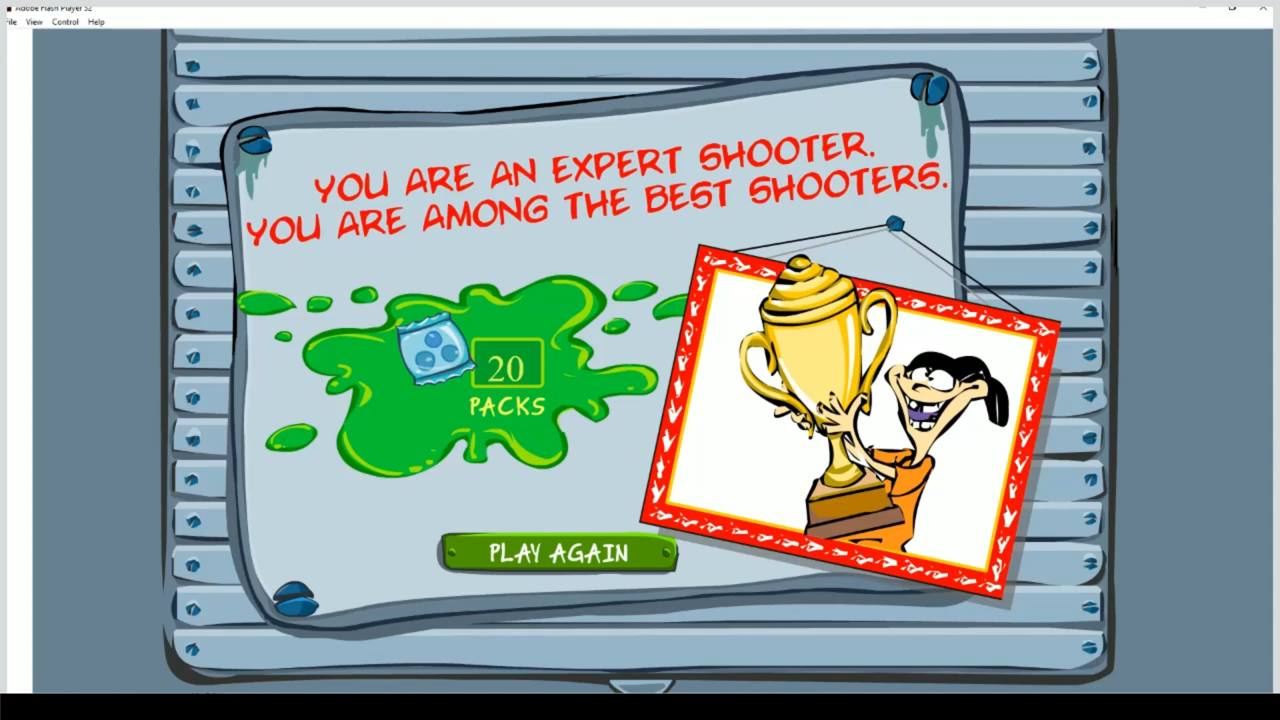 Adobe Flash Player 32
File View Control Help
YOU ARE AN EXPERT SHOOTER.
YOU ARE AMONG THE BEST SHOOTERS.
20
PACKS
PLAY AGAIN